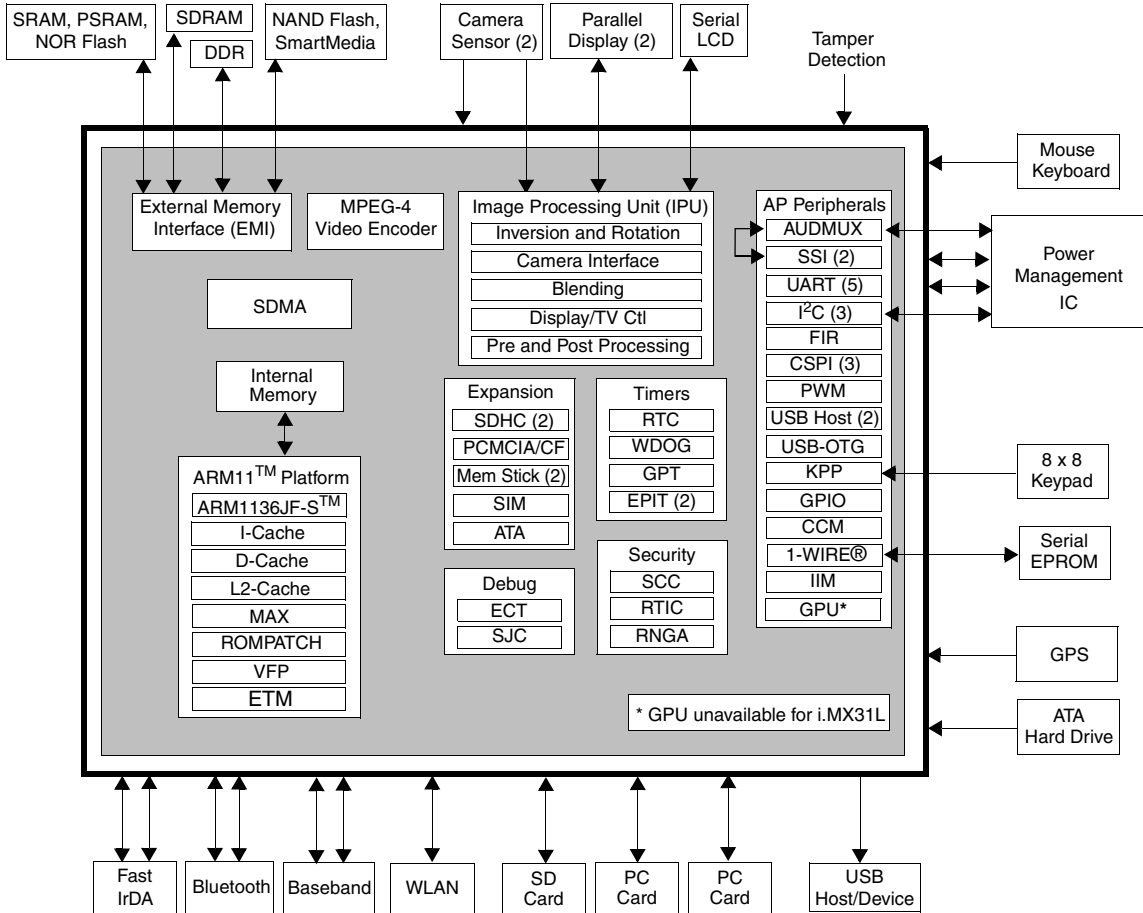 SRAM, PSRAM,
NOR Flash
SDRAM
DDR
NAND Flash,
SmartMedia
Camera
Sensor (2)
Parallel
Display (2)
Serial
LCD
Tamper
Detection
External Memory
Interface (EMI)
MPEG-4
Video Encoder
SDMA
Internal
Memory
ARM11TM Platform
ARM1136JF-STM
I-Cache
D-Cache
L2-Cache
MAX
ROMPATCH
VFP
ETM
Image Processing Unit (IPU)
Inversion and Rotation
Camera Interface
Blending
Display/TV Ctl
Pre and Post Processing
Expansion
SDHC (2)
PCMCIA/CF
Mem Stick (2)
SIM
ATA
Timers
RTC
WDOG
GPT
EPIT (2)
Debug
ECT
SJC
Security
SCC
RTIC
RNGA
AP Peripherals
AUDMUX
SSI (2)
UART (5)
I2C (3)
FIR
CSPI (3)
PWM
USB Host (2)
USB-OTG
KPP
GPIO
CCM
1-WIRE®
IIM
GPU*
* GPU unavailable for i.MX31L
Mouse
Keyboard
Power
Management
IC
8 x 8
Keypad
Serial
EPROM
GPS
ATA
Hard Drive
Fast
IrDA
Bluetooth
Baseband
WLAN
SD
Card
PC
Card
PC
Card
USB
Host/Device